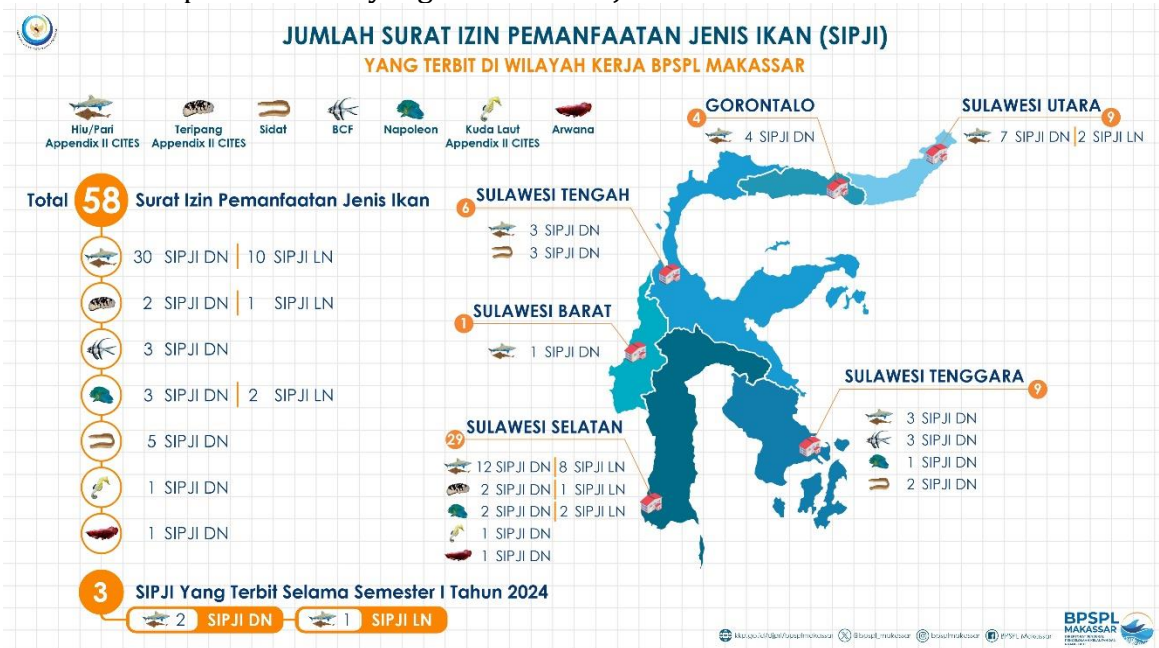 JUMLAH SURAT IZIN PEMANFAATAN JENIS IKAN (SIPJI)
YANG TERBIT DI WILAYAH KERJA BPSPL MAKASSAR
Hiu/Pari
Appendix II CITES
Teripang
Appendix II CITES
Sidat
BCF
Napoleon
Kuda Laut
Appendix II CITES
Arwana
Total 58 Surat Izin Pemanfaatan Jenis Ikan
30 SIPJI DN | 10 SIPJI LN
2 SIPJI DN | 1 SIPJI LN
3 SIPJI DN
3 SIPJI DN | 2 SIPJI LN
5 SIPJI DN
1 SIPJI DN
1 SIPJI DN
3 SIPJI Yang Terbit Selama Semester I Tahun 2024
2 SIPJI DN
1 SIPJI LN
GORONTALO
4
4 SIPJI DN
SULAWESI UTARA
9
7 SIPJI DN | 2 SIPJI LN
SULAWESI TENGAH
6
3 SIPJI DN
3 SIPJI DN
SULAWESI BARAT
1
1 SIPJI DN
SULAWESI SELATAN
29
12 SIPJI DN | 8 SIPJI LN
2 SIPJI DN | 1 SIPJI LN
2 SIPJI DN | 2 SIPJI LN
1 SIPJI DN
1 SIPJI DN
SULAWESI TENGGARA
9
3 SIPJI DN
3 SIPJI DN
1 SIPJI DN
2 SIPJI DN
kkp.go.id/djprl/bpsplmakassar @bpspl_makassar @bpsplmakassar BPSPL Makassar
BPSPL
MAKASSAR